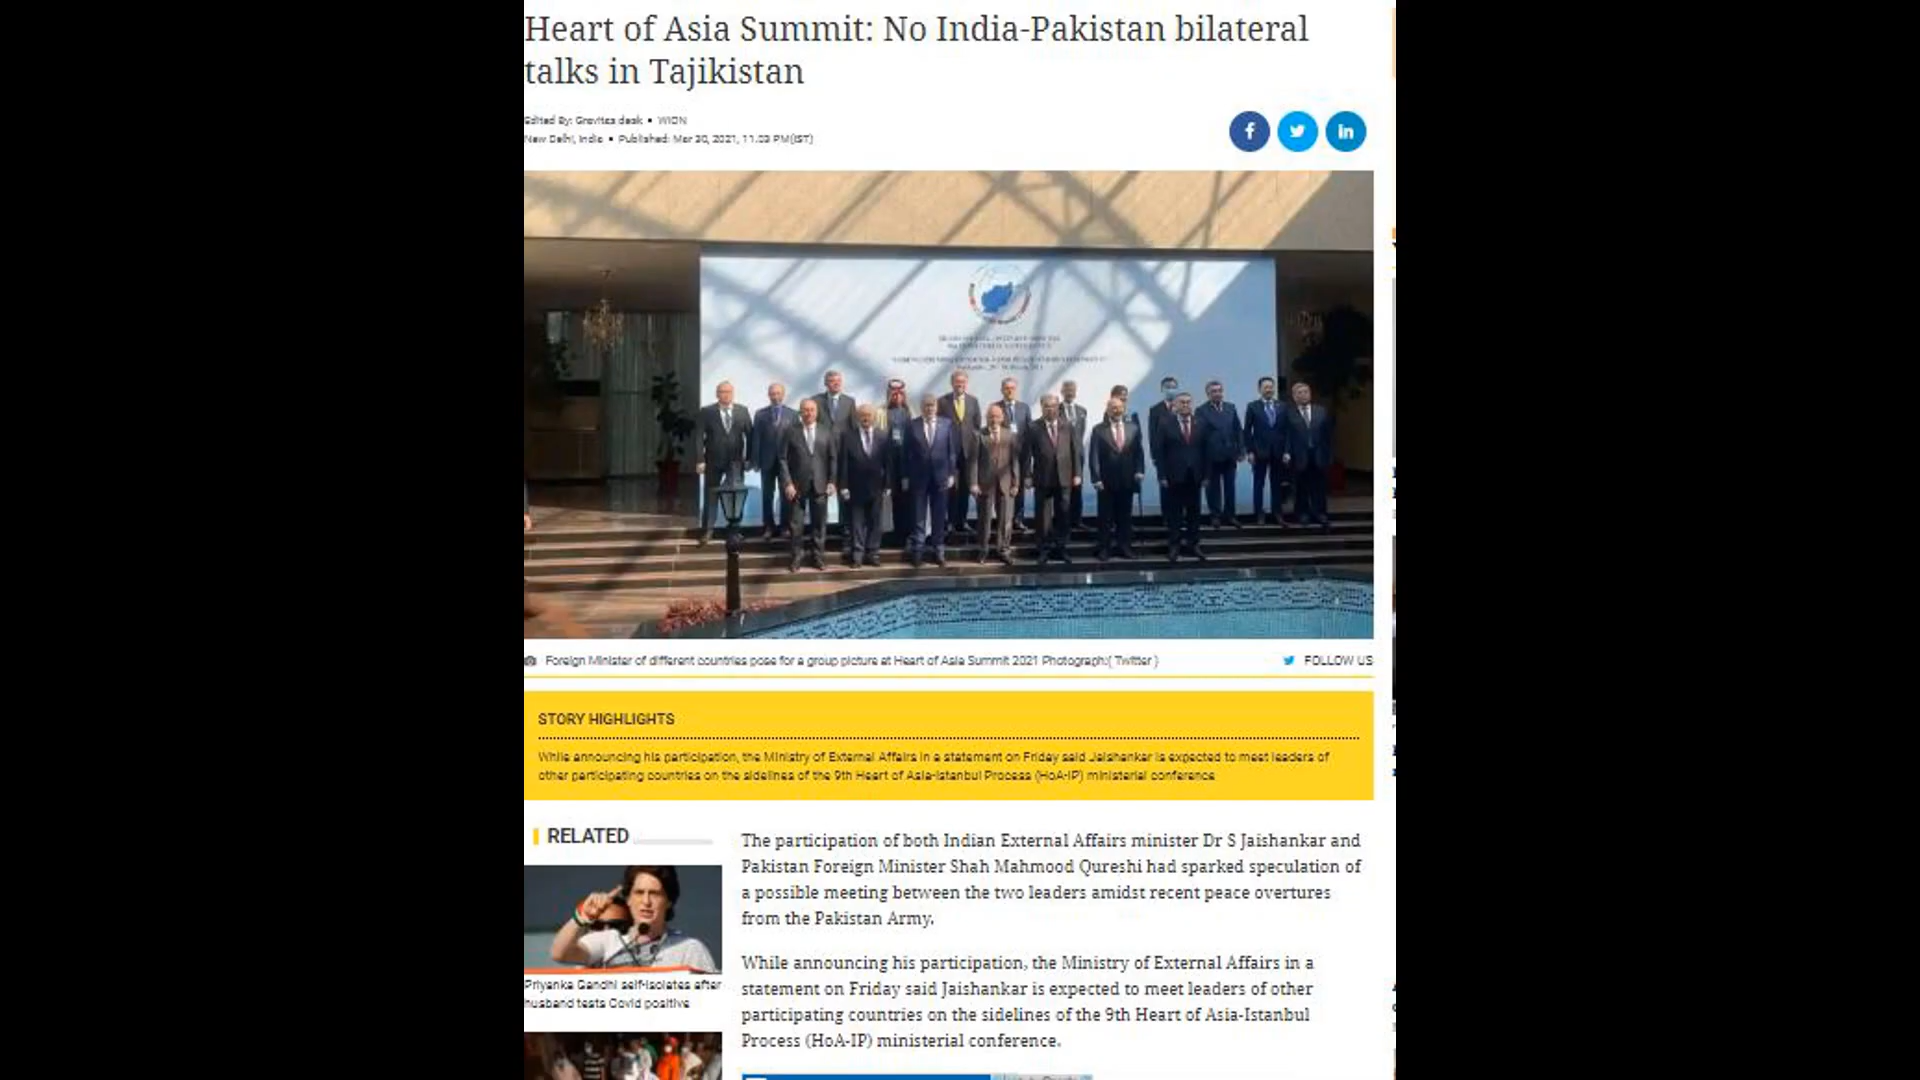 Heart of Asia Summit: No India-Pakistan bilateral
talks in Tajikistan
Edited By: Gravitas desk • WION
New Delhi, India • Published: Mar 30, 2021, 11:03 PM(IST)
Foreign Minister of different countries pose for a group picture at Heart of Asia Summit 2021 Photograph:( Twitter )
FOLLOW US
STORY HIGHLIGHTS
While announcing his participation, the Ministry of External Affairs in a statement on Friday said Jaishankar is expected to meet leaders of
other participating countries on the sidelines of the 9th Heart of Asia-Istanbul Process (HoA-IP) ministerial conference
RELATED
Priyanka Gandhi self-isolates after
husband tests Covid positive
The participation of both Indian External Affairs minister Dr S Jaishankar and
Pakistan Foreign Minister Shah Mahmood Qureshi had sparked speculation of
a possible meeting between the two leaders amidst recent peace overtures
from the Pakistan Army.
While announcing his participation, the Ministry of External Affairs in a
statement on Friday said Jaishankar is expected to meet leaders of other
participating countries on the sidelines of the 9th Heart of Asia-Istanbul
Process (HoA-IP) ministerial conference.